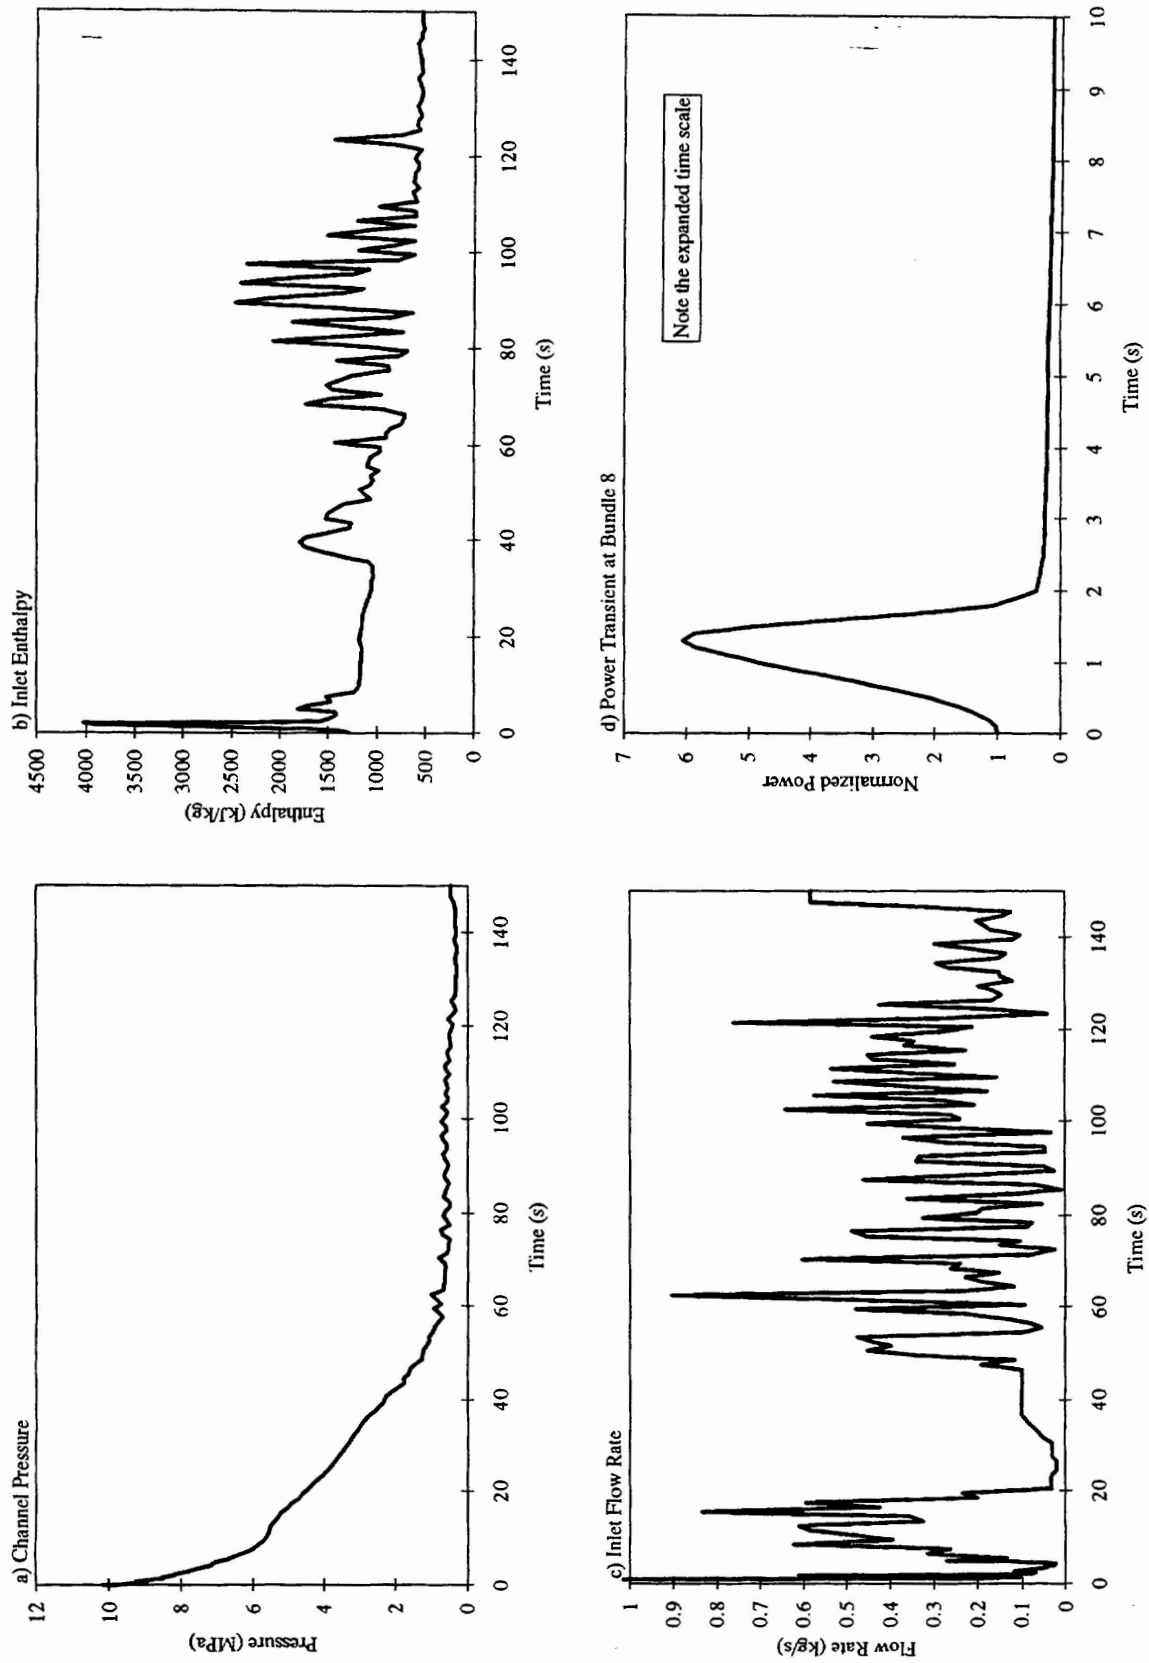 a) Channel Pressure
12
10
8
6
4
2
0
Pressure (MPa)
0 20 40 60 80 100 120 140
Time (s)
b) Inlet Enthalpy
4500
4000
3500
3000
2500
2000
1500
1000
500
0
Enthalpy (kJ/kg)
0 20 40 60 80 100 120 140
Time (s)
c) Inlet Flow Rate
1
0.9
0.8
0.7
0.6
0.5
0.4
0.3
0.2
0.1
0
Flow Rate (kg/s)
0 20 40 60 80 100 120 140
Time (s)
d) Power Transient at Bundle 8
7
6
5
4
3
2
1
0
Normalized Power
Note the expanded time scale
0 1 2 3 4 5 6 7 8 9 10
Time (s)